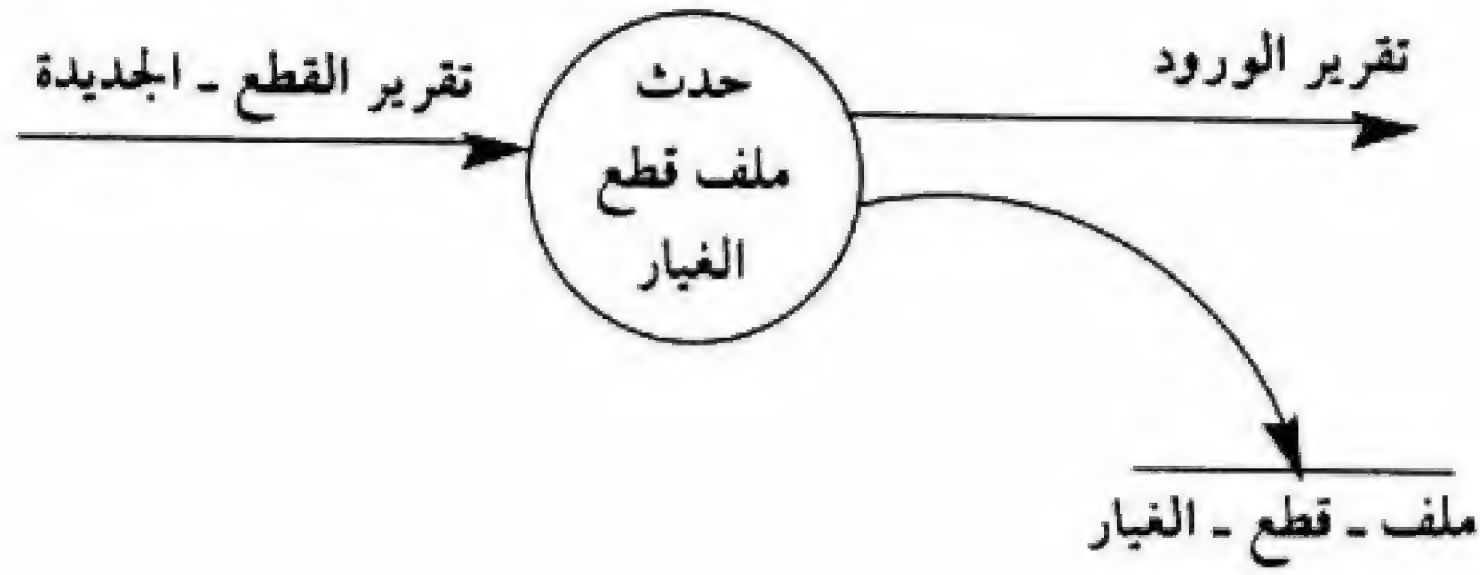 تقرير القطع - الجديدة
حدث
ملف قطع
الغيار
تقرير الورود
ملف - قطع - الغيار